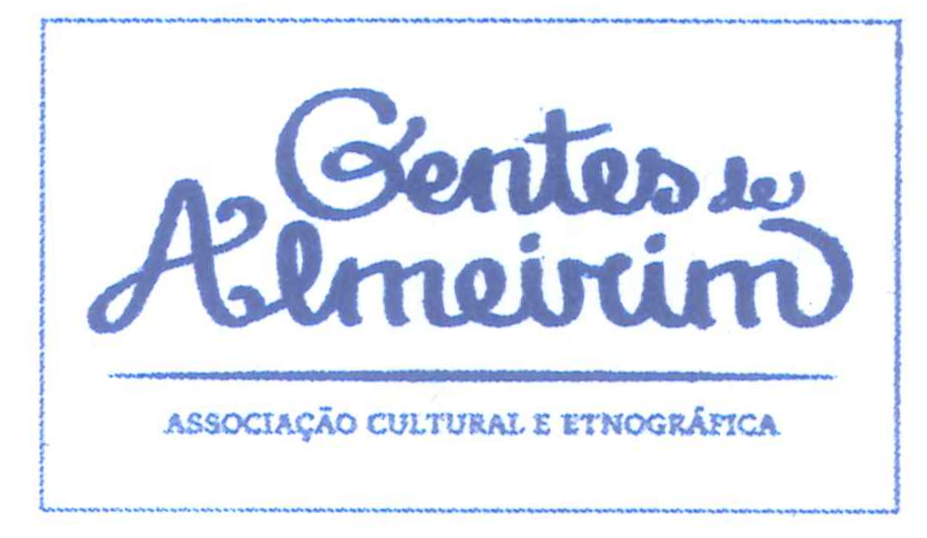 Gentes de
Almeirim
ASSOCIAÇÃO CULTURAL E ETNOGRÁFICA